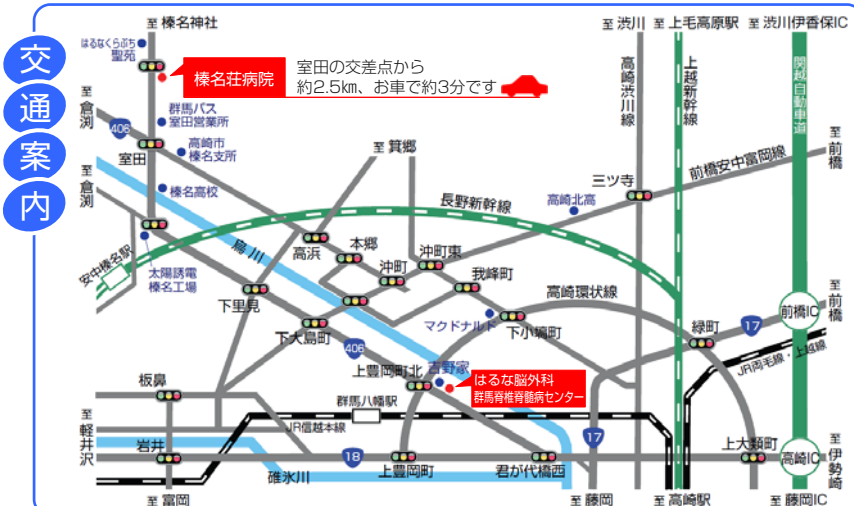 交通案内
至 榛名神社
至 渋川
至 上毛高原駅
至 渋川伊香保IC
はるなくらぶち
聖苑
榛名荘病院
室田の交差点から
約2.5km、お車で約3分です
高崎渋川線
上越新幹線
関越自動車道
至 倉渕
406
群馬バス
室田営業所
高崎市
榛名支所
室田
至 箕郷
至 前橋
前橋安中富岡線
三ツ寺
至 倉渕
榛名高校
長野新幹線
高崎北高
烏川
安中榛名駅
太陽誘電
榛名工場
高浜
本郷
沖町
沖町東
我峰町
高崎環状線
下里見
下大島町
マクドナルド
下小塙町
緑町
17
前橋IC
至 前橋
JR両毛線・上越線
406
上豊岡町北
吉野家
はるな脳外科
群馬脊椎脊髄病センター
板鼻
群馬八幡駅
JR信越本線
至 軽井沢
岩井
碓氷川
18
上豊岡町
君が代橋西
17
上大類町
高崎IC
至 伊勢崎
至 富岡
至 藤岡
至 高崎駅
至 藤岡IC